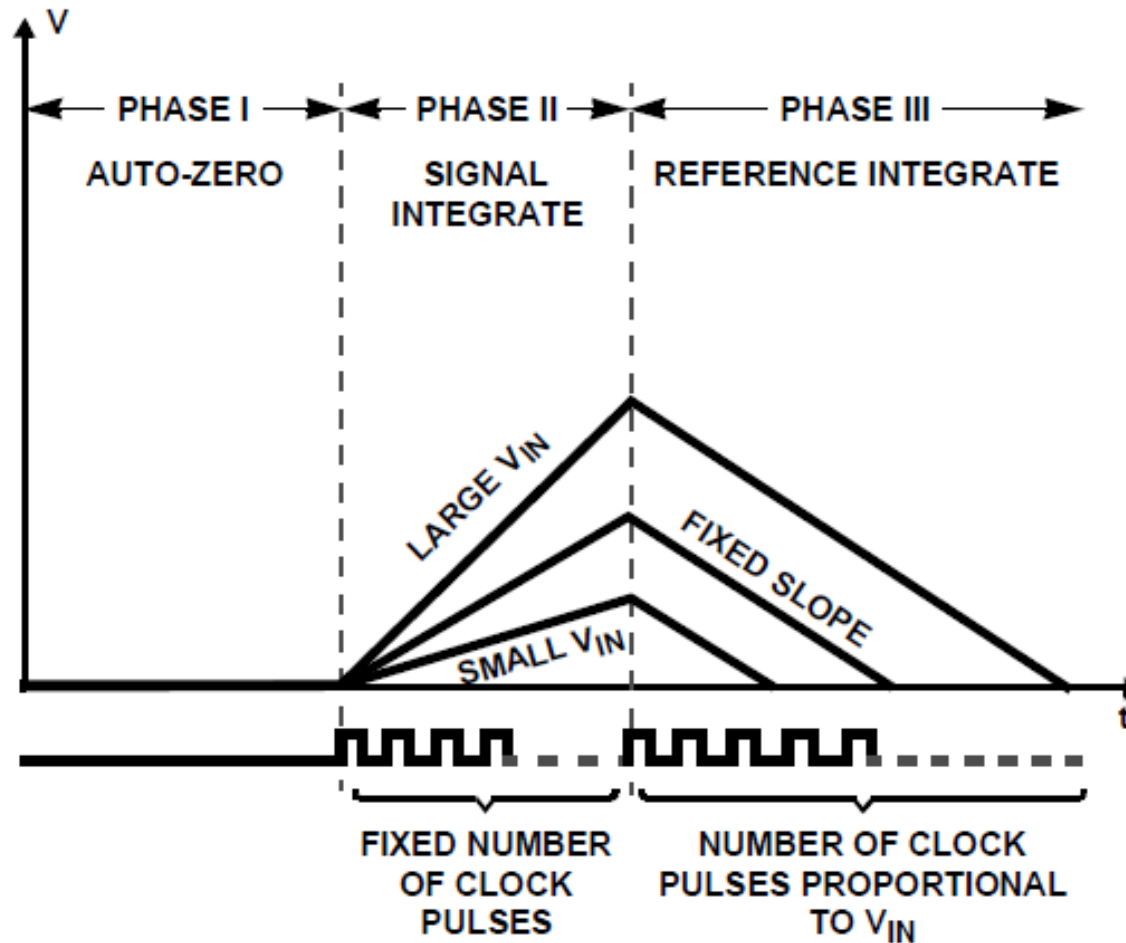 V
PHASE I
PHASE II
PHASE III
AUTO-ZERO
SIGNAL
INTEGRATE
REFERENCE INTEGRATE
LARGE VIN
FIXED SLOPE
SMALL VIN
t
FIXED NUMBER
OF CLOCK
PULSES
NUMBER OF CLOCK
PULSES PROPORTIONAL
TO VIN